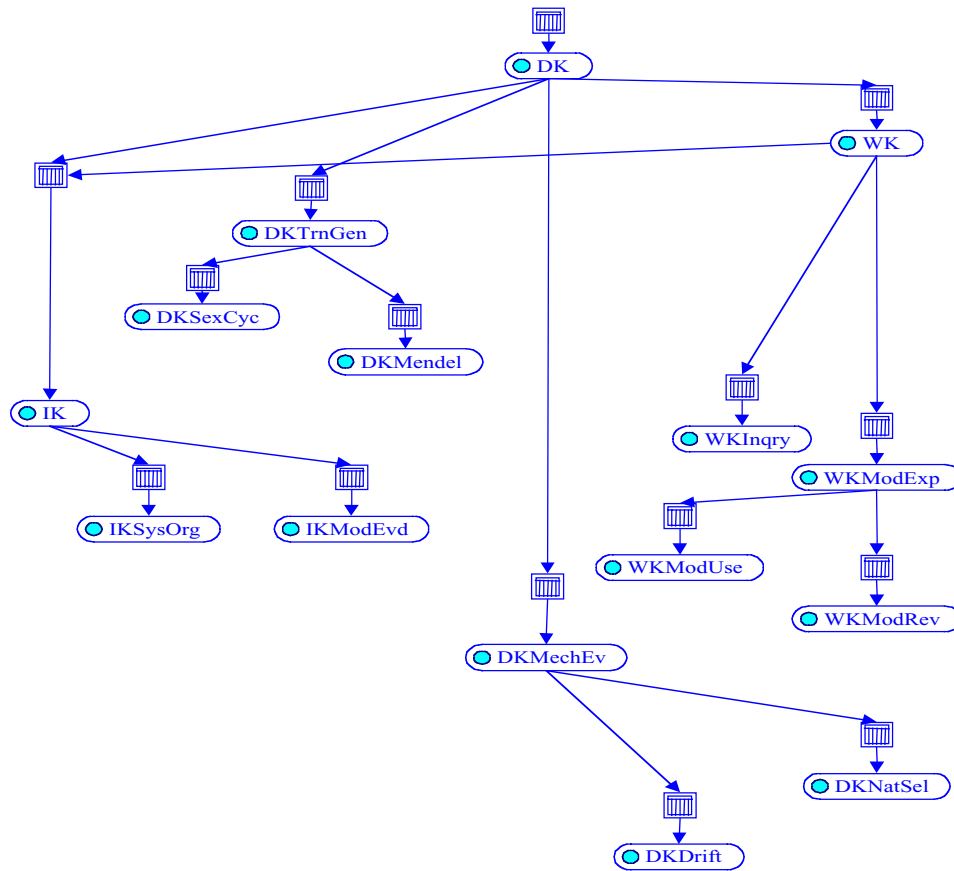 DK
WK
DKTrnGen
DKSexCyc
DKMendel
IK
WKInqry
WKModExp
IKSysOrg
IKModEvd
WKModUse
WKModRev
DKMechEv
DKNatSel
DKDrift